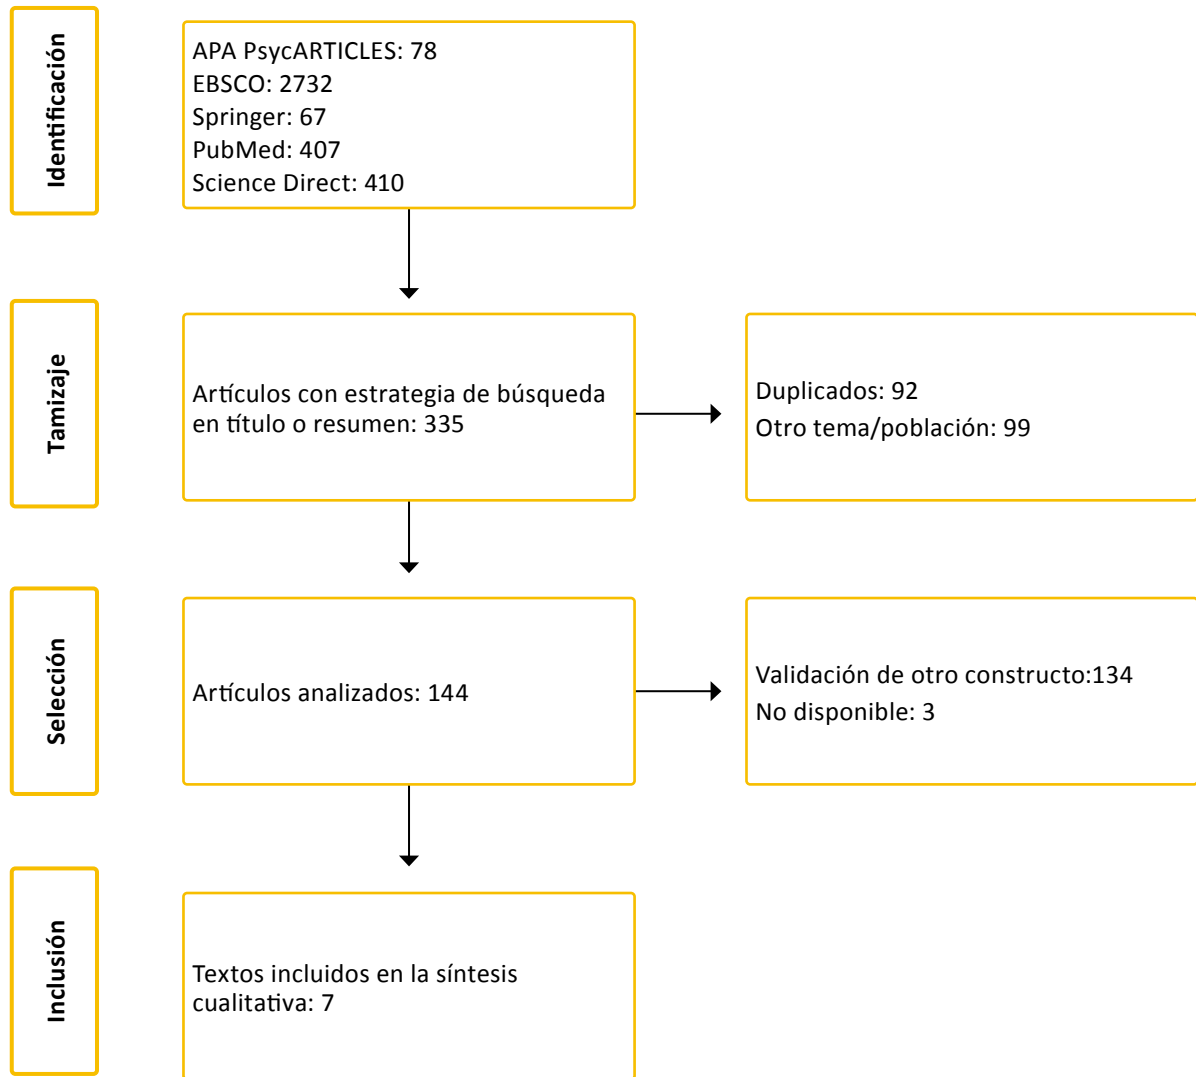 Identificación
APA PsycARTICLES: 78
EBSCO: 2732
Springer: 67
PubMed: 407
Science Direct: 410
Tamizaje
Artículos con estrategia de búsqueda
en título o resumen: 335
Duplicados: 92
Otro tema/población: 99
Selección
Artículos analizados: 144
Validación de otro constructo:134
No disponible: 3
Inclusión
Textos incluidos en la síntesis
cualitativa: 7